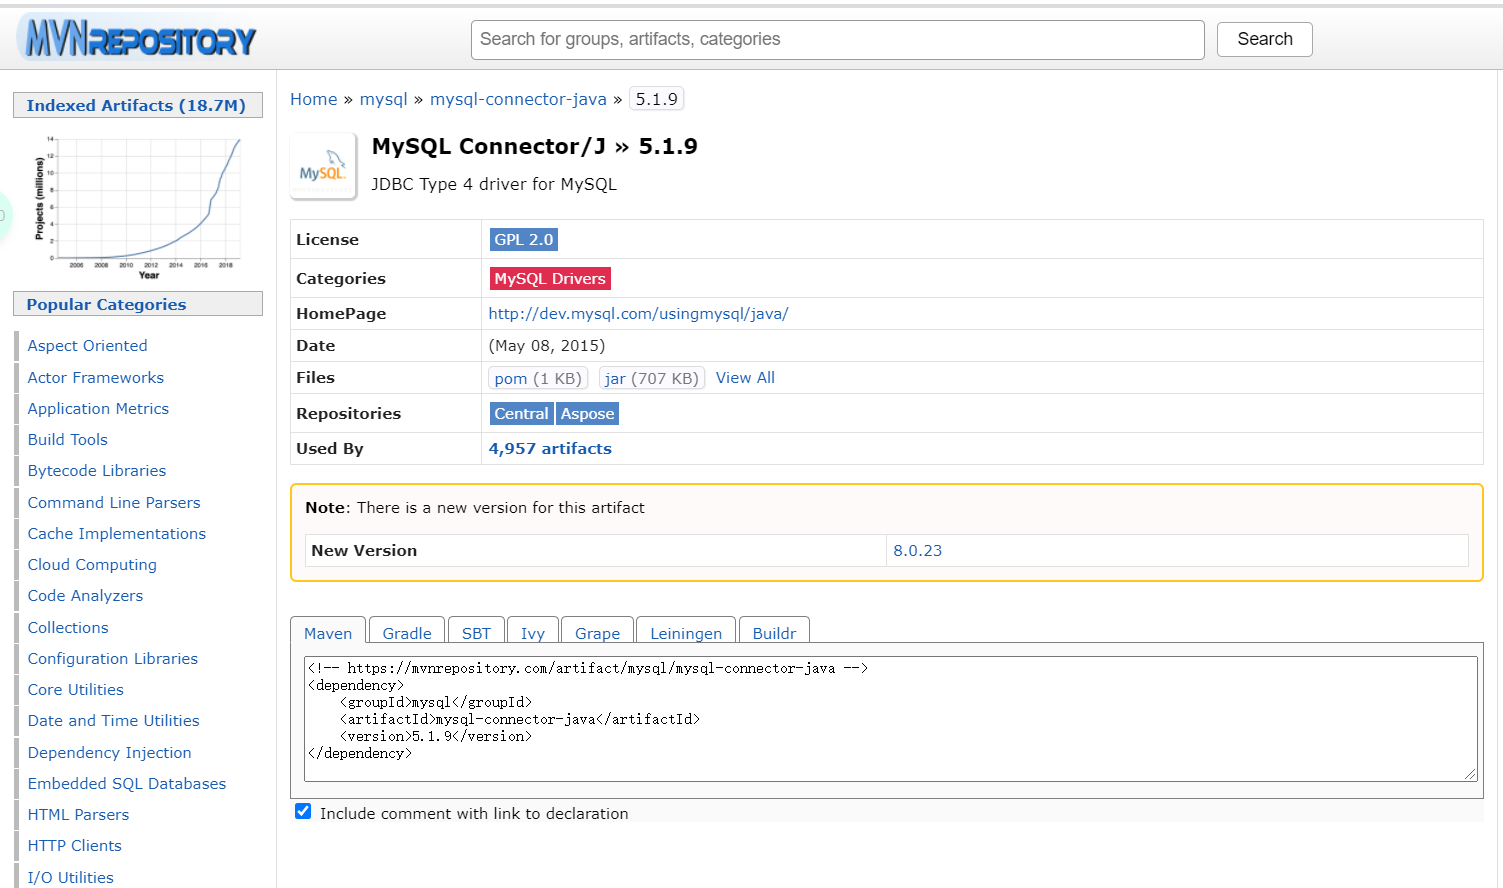 MVNREPOSITORY
Search for groups, artifacts, categories
Search
Indexed Artifacts (18.7M)
Projects (millions)
14
12
10
8
6
4
2
0
2006 2008 2010 2012 2014 2016 2018
Year
Popular Categories
Aspect Oriented
Actor Frameworks
Application Metrics
Build Tools
Bytecode Libraries
Command Line Parsers
Cache Implementations
Cloud Computing
Code Analyzers
Collections
Configuration Libraries
Core Utilities
Date and Time Utilities
Dependency Injection
Embedded SQL Databases
HTML Parsers
HTTP Clients
I/O Utilities
Home » mysql » mysql-connector-java » 5.1.9
MySQL.
MySQL Connector/J » 5.1.9
JDBC Type 4 driver for MySQL
License GPL 2.0
Categories MySQL Drivers
HomePage http://dev.mysql.com/usingmysql/java/
Date (May 08, 2015)
Files pom (1 KB) jar (707 KB) View All
Repositories Central Aspose
Used By 4,957 artifacts
Note: There is a new version for this artifact
New Version 8.0.23
Maven Gradle SBT Ivy Grape Leiningen Buildr
<!-- https://mvnrepository.com/artifact/mysql/mysql-connector-java -->
<dependency>
    <groupId>mysql</groupId>
    <artifactId>mysql-connector-java</artifactId>
    <version>5.1.9</version>
</dependency>
Include comment with link to declaration